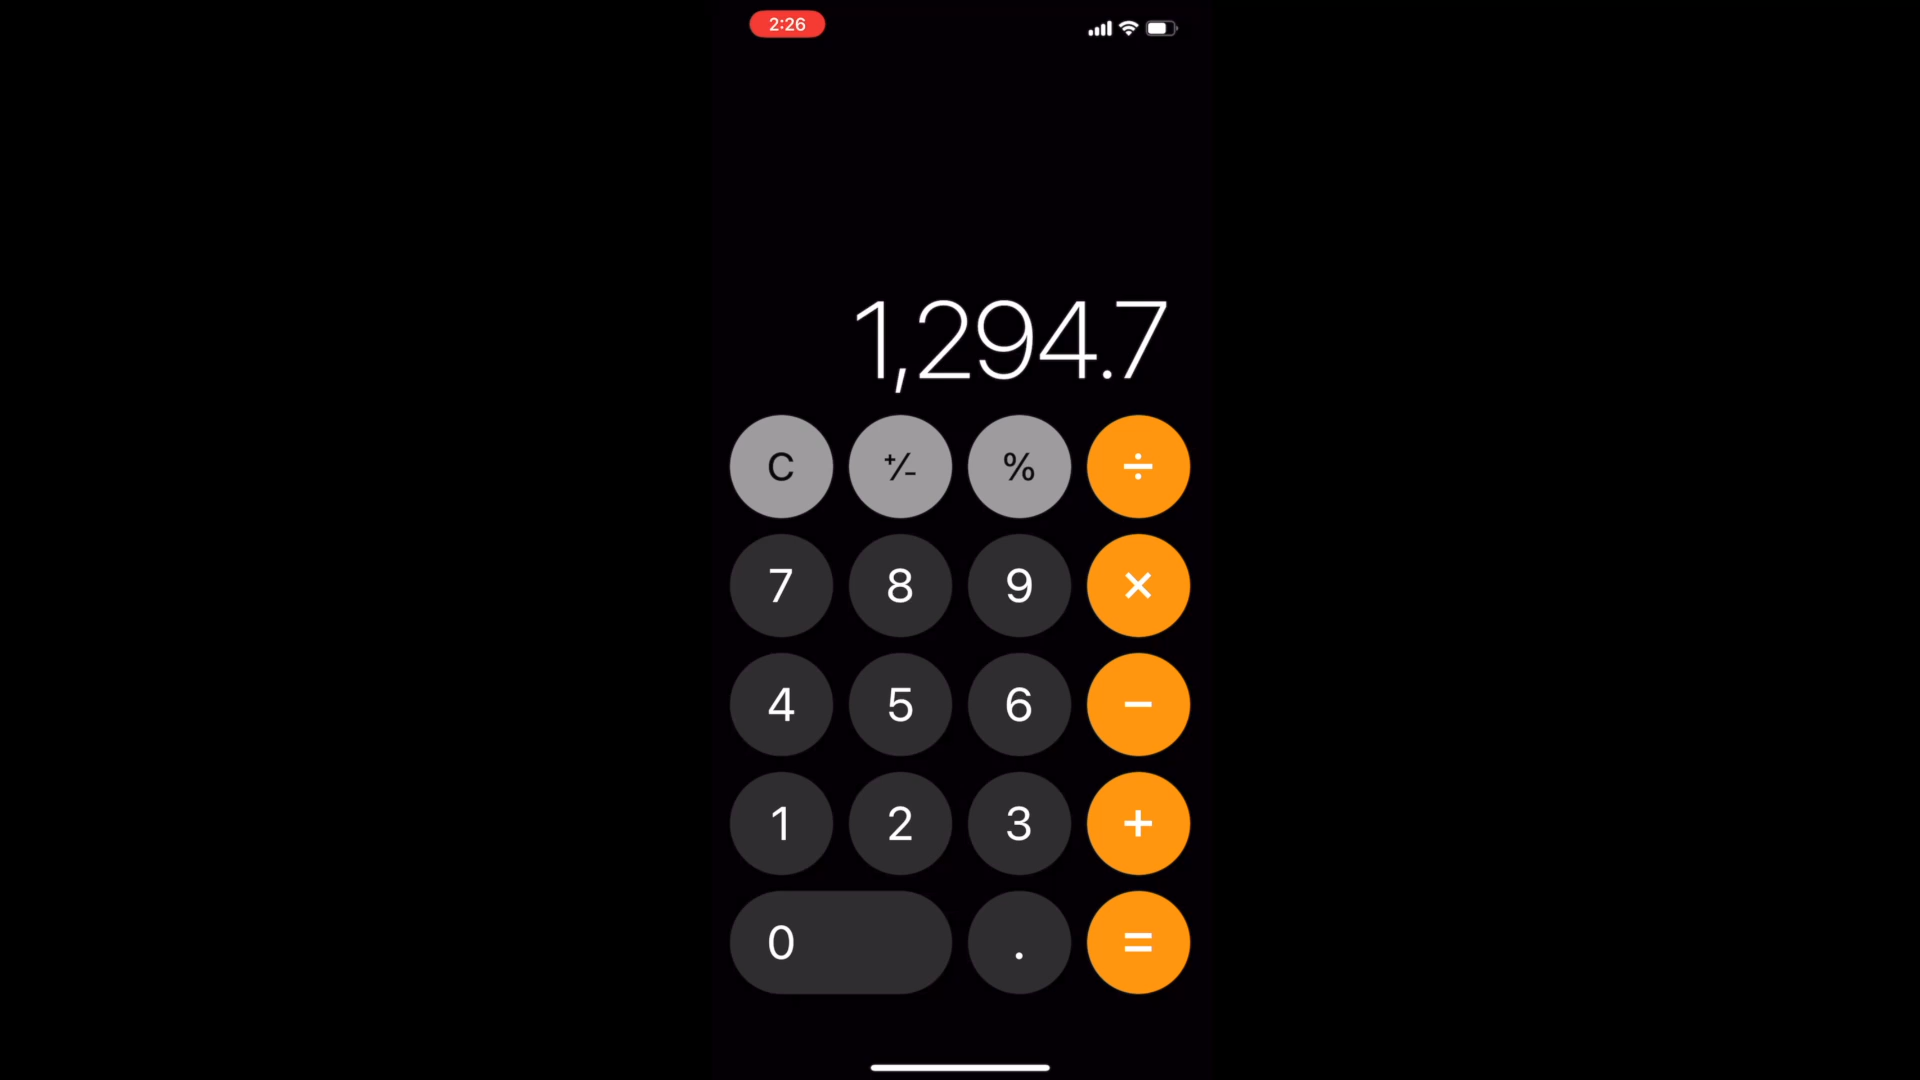 2:26
1,294.7
C +/- % ÷
7 8 9 ×
4 5 6 −
1 2 3 +
0 . =